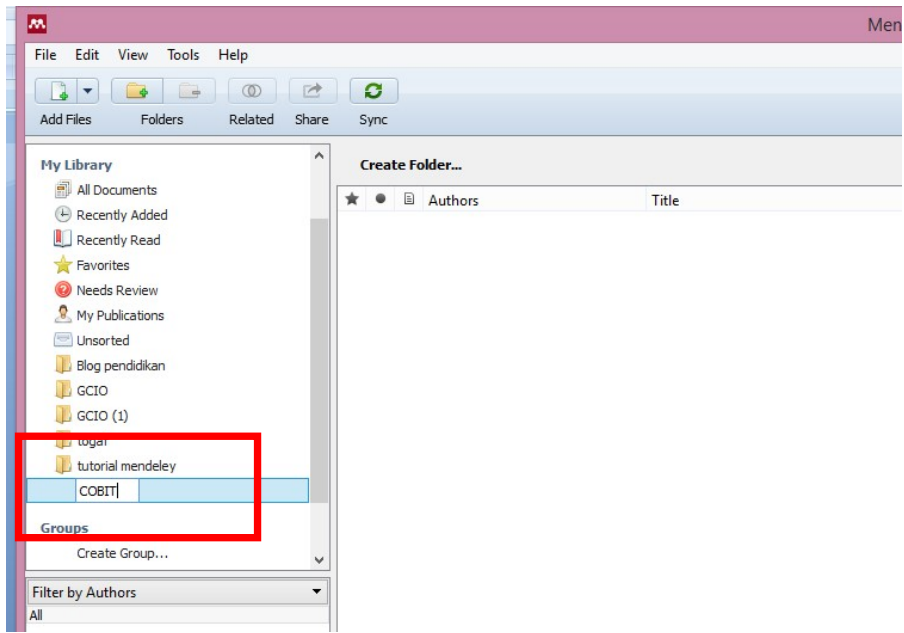 Men
File Edit View Tools Help
Add Files Folders Related Share Sync
My Library
All Documents
Recently Added
Recently Read
Favorites
Needs Review
My Publications
Unsorted
Blog pendidikan
GCIO
GCIO (1)
togaf
tutorial mendeley
COBIT
Groups
Create Group...
Filter by Authors
All
Create Folder...
Authors Title